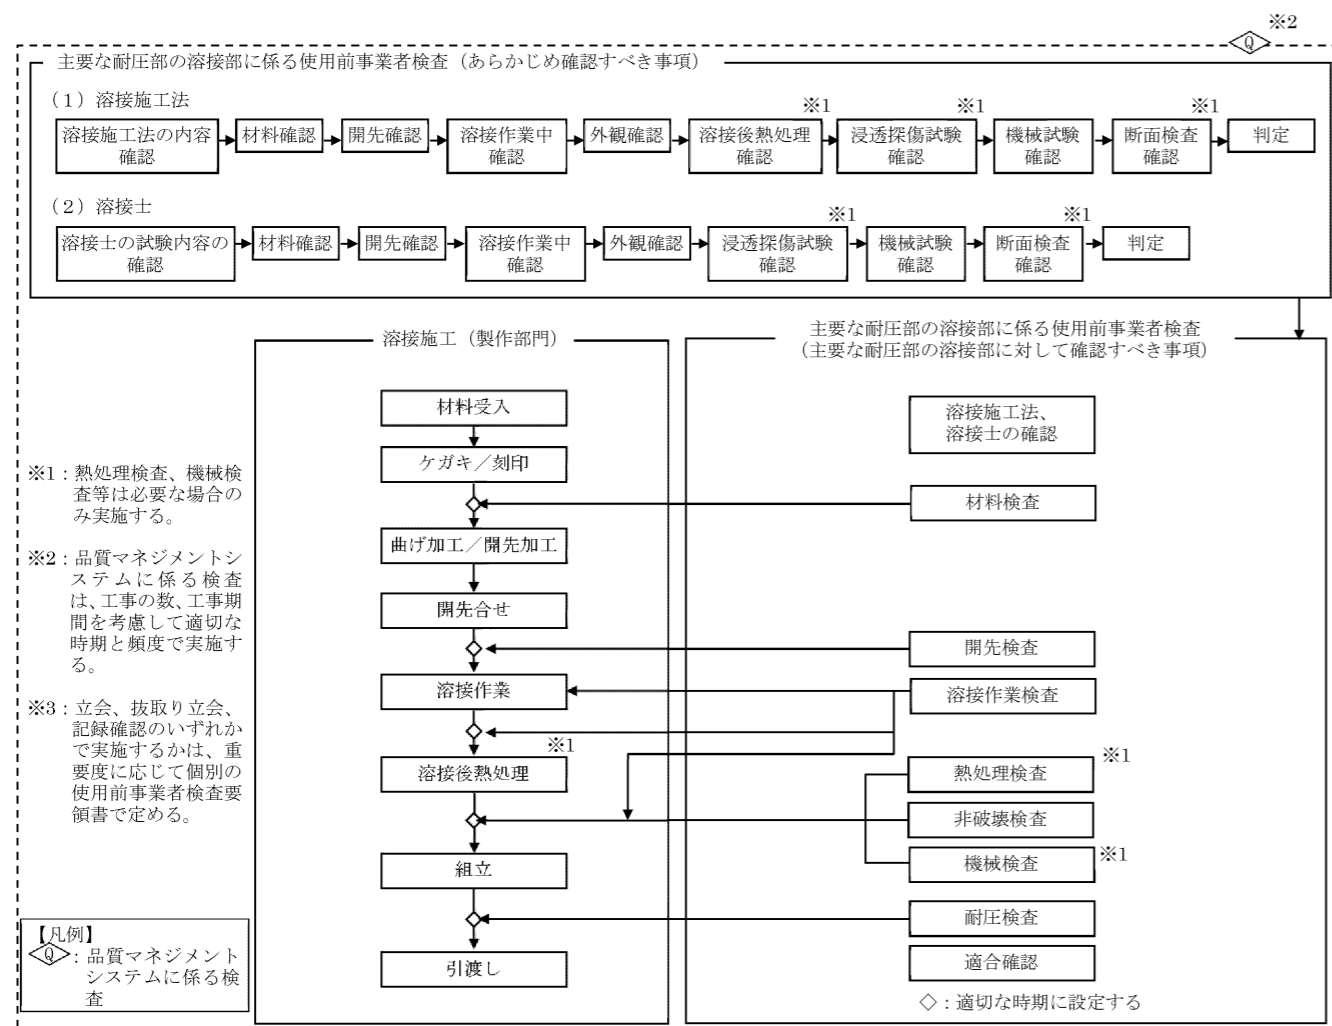 ※2
Q
主要な耐圧部の溶接部に係る使用前事業者検査（あらかじめ確認すべき事項）
（1）溶接施工法
※1
※1
※1
溶接施工法の内容
確認
材料確認
開先確認
溶接作業中
確認
外観確認
溶接後熱処理
確認
浸透探傷試験
確認
機械試験
確認
断面検査
確認
判定
（2）溶接士
※1
※1
溶接士の試験内容の
確認
材料確認
開先確認
溶接作業中
確認
外観確認
浸透探傷試験
確認
機械試験
確認
断面検査
確認
判定
溶接施工（製作部門）
材料受入
ケガキ／刻印
曲げ加工／開先加工
開先合せ
溶接作業
※1
溶接後熱処理
組立
引渡し
主要な耐圧部の溶接部に係る使用前事業者検査
（主要な耐圧部の溶接部に対して確認すべき事項）
溶接施工法、
溶接士の確認
材料検査
開先検査
溶接作業検査
※1
熱処理検査
非破壊検査
機械検査
※1
耐圧検査
適合確認
◇：適切な時期に設定する
※1：熱処理検査、機械検
査等は必要な場合の
み実施する。
※2：品質マネジメントシ
ステムに係る検査
は、工事の数、工事期
間を考慮して適切な
時期と頻度で実施す
る。
※3：立会、抜取り立会、
記録確認のいずれか
で実施するかは、重
要度に応じて個別の
使用前事業者検査要
領書で定める。
【凡例】
Q：品質マネジメント
システムに係る検
査